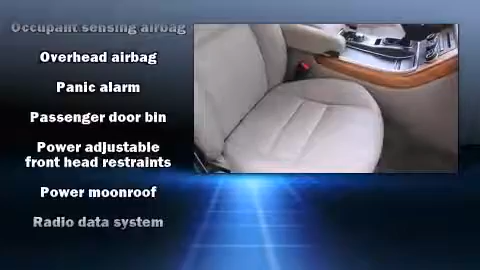 Occupant sensing airbag
Overhead airbag
Panic alarm
Passenger door bin
Power adjustable
front head restraints
Power moonroof
Radio data system